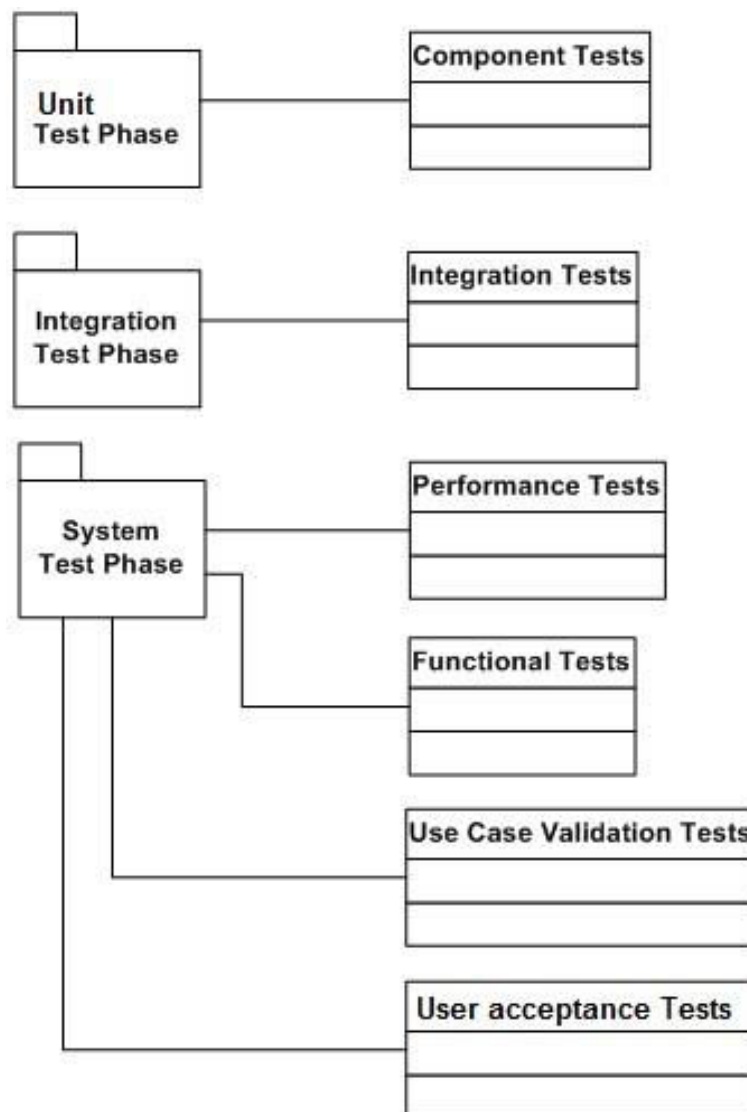 Unit
Test Phase
Component Tests
Integration
Test Phase
Integration Tests
System
Test Phase
Performance Tests
Functional Tests
Use Case Validation Tests
User acceptance Tests